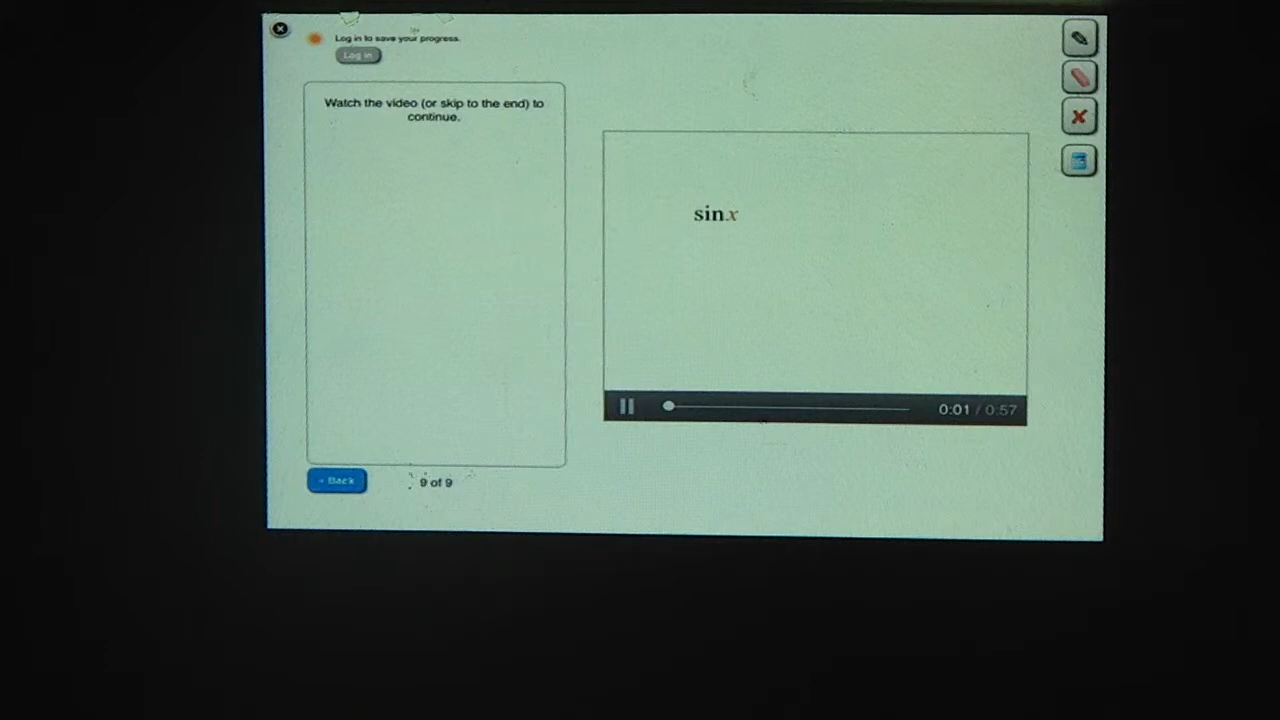 Log in to save your progress.
Log in
Watch the video (or skip to the end) to
continue.
sinx
0:01 / 0:57
« Back
9 of 9